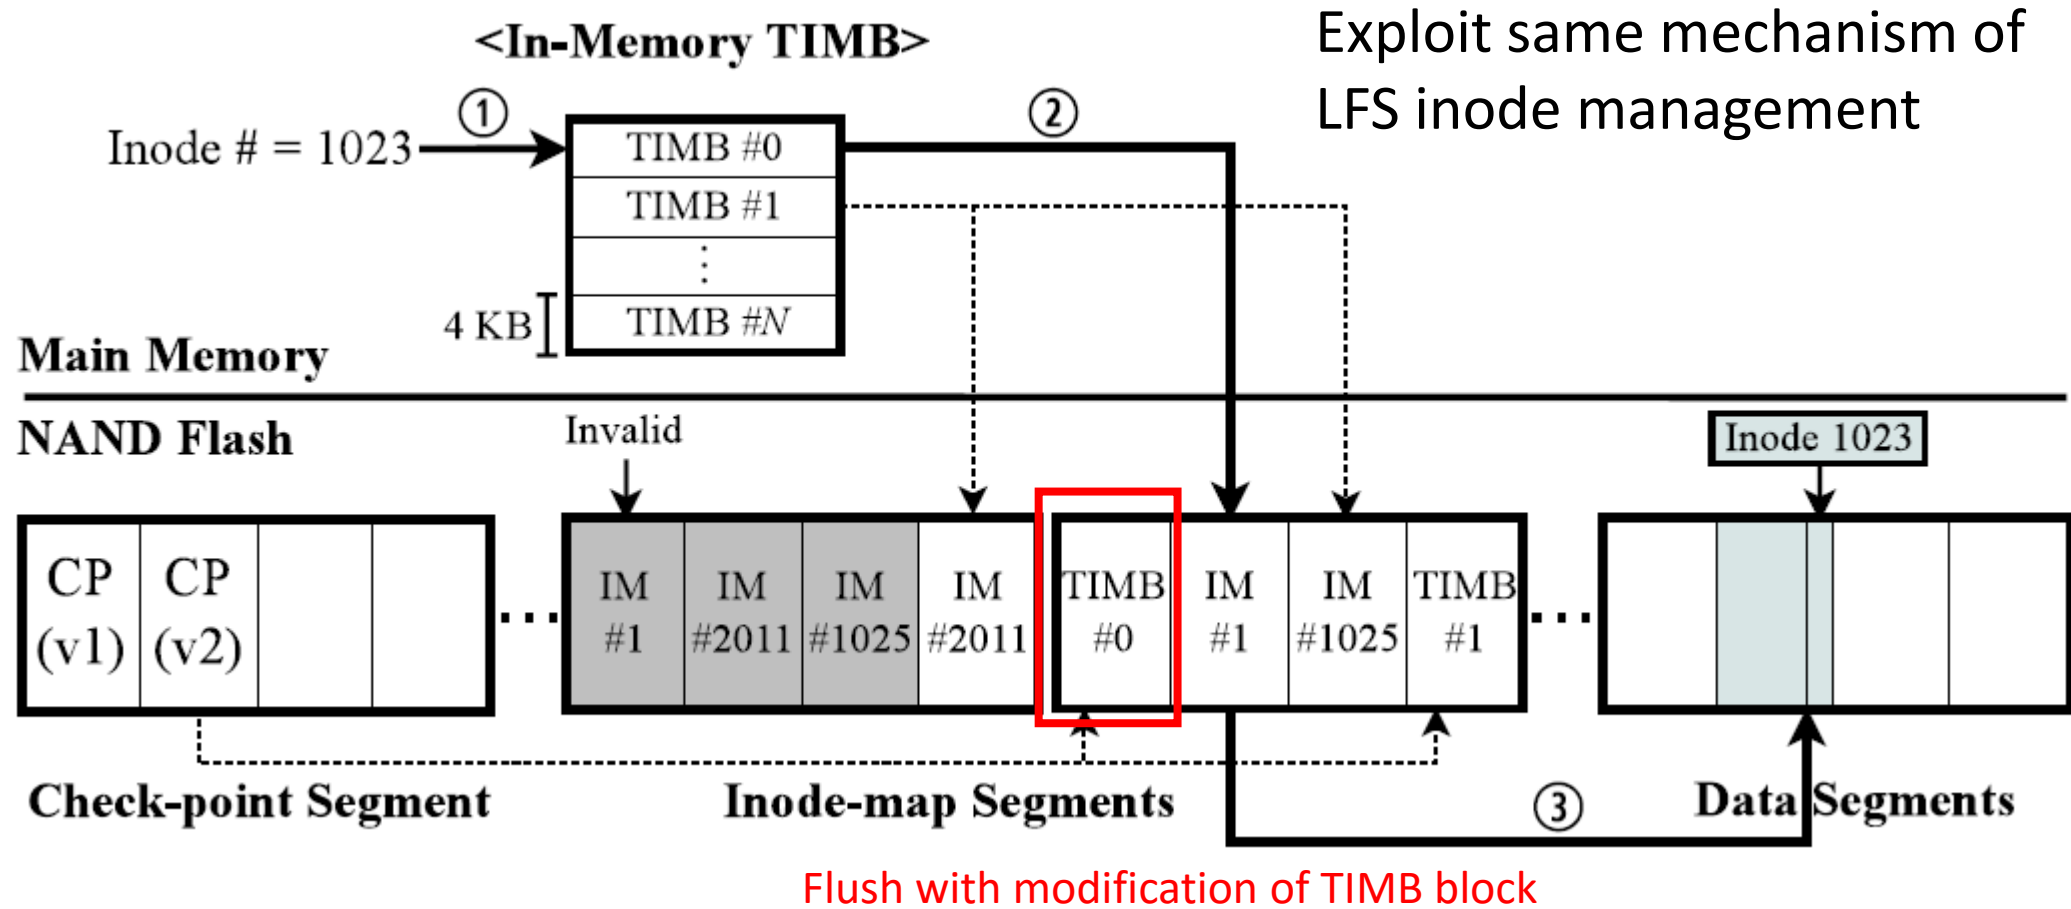 <In-Memory TIMB>
Exploit same mechanism of
LFS inode management
Inode # = 1023
①
②
TIMB #0
TIMB #1
⋮
TIMB #N
4 KB
Main Memory
NAND Flash
Invalid
Inode 1023
CP
(v1)
CP
(v2)
...
IM
#1
IM
#2011
IM
#1025
IM
#2011
TIMB
#0
IM
#1
IM
#1025
TIMB
#1
...
Check-point Segment
Inode-map Segments
③
Data Segments
Flush with modification of TIMB block